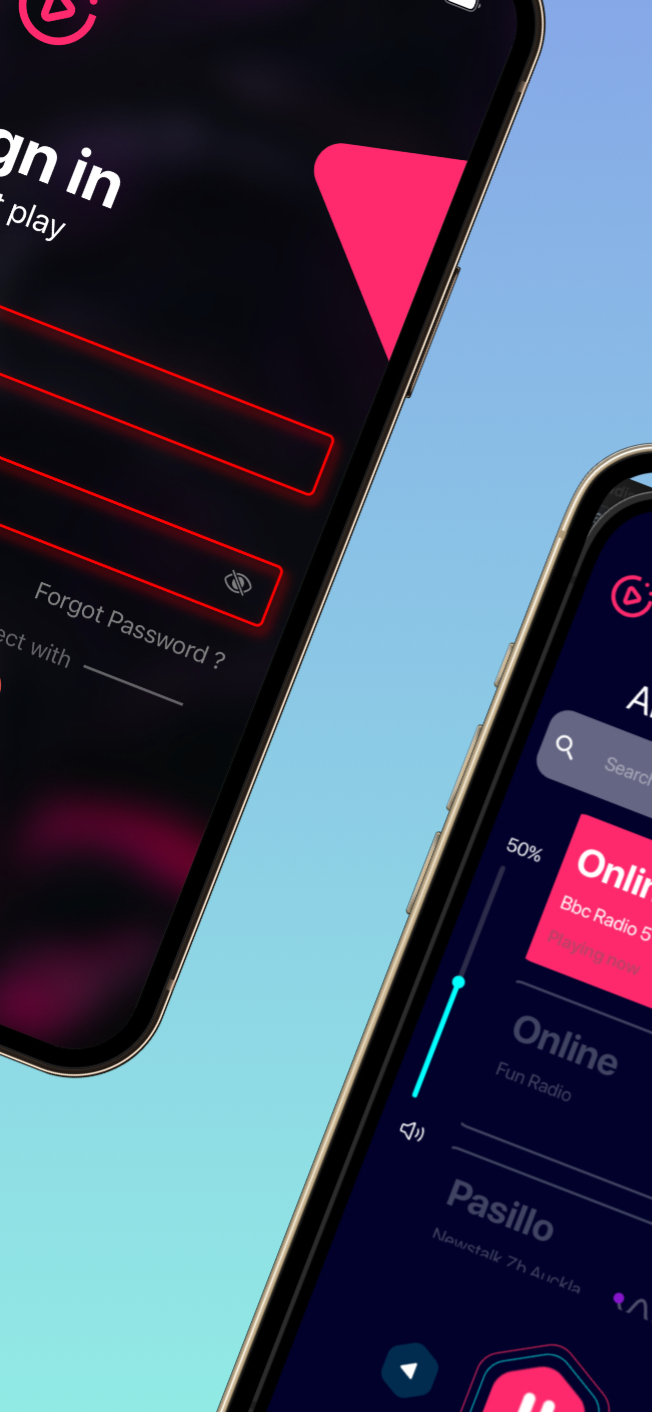 gn in
t play
Forgot Password ?
ect with
Search
50%
Onlin
Bbc Radio 5
Playing now
Online
Fun Radio
Pasillo
Newstalk Zb Auckla